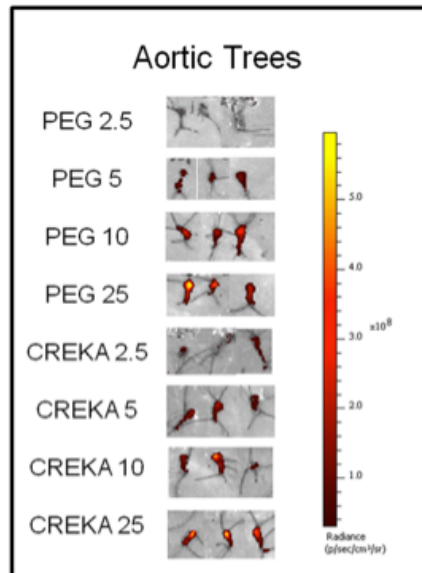 Aortic Trees
PEG 2.5
PEG 5
PEG 10
PEG 25
CREKA 2.5
CREKA 5
CREKA 10
CREKA 25
5.0
4.0
3.0
x10⁸
2.0
1.0
Radiance
(p/sec/cm²/sr)